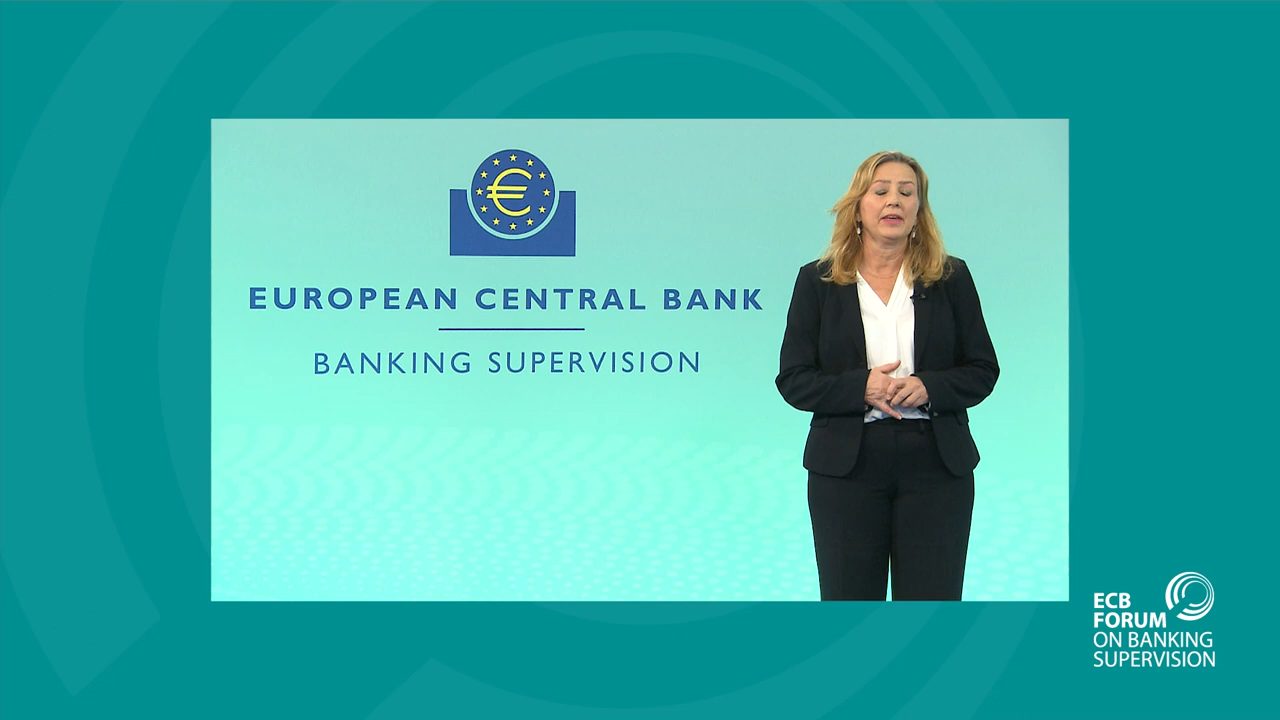 EUROPEAN CENTRAL BANK
BANKING SUPERVISION
ECB
FORUM
ON BANKING
SUPERVISION